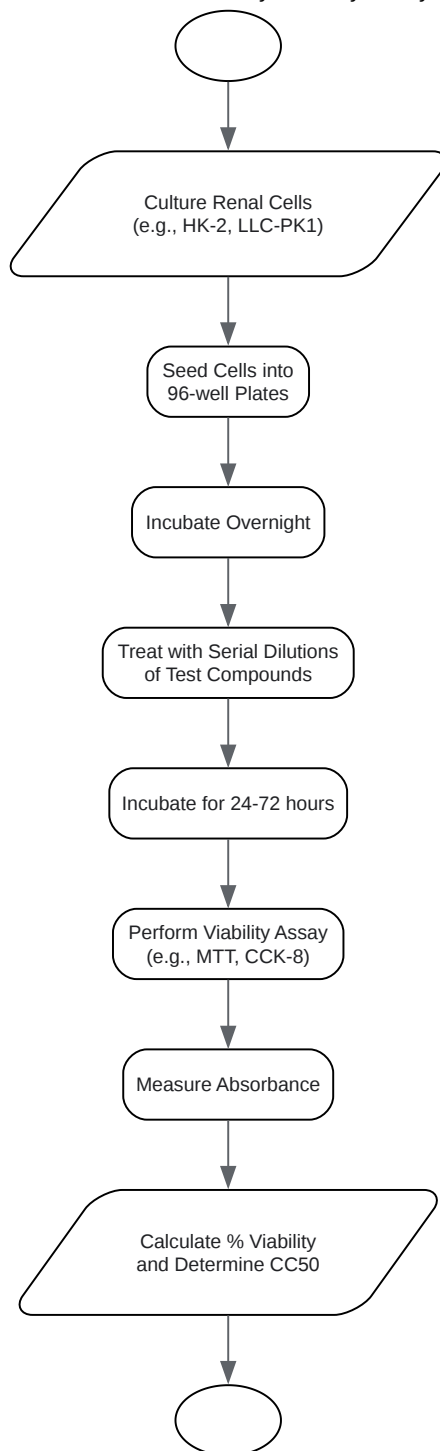 Culture Renal Cells
(e.g., HK-2, LLC-PK1)
Seed Cells into
96-well Plates
Incubate Overnight
Treat with Serial Dilutions
of Test Compounds
Incubate for 24-72 hours
Perform Viability Assay
(e.g., MTT, CCK-8)
Measure Absorbance
Calculate % Viability
and Determine CC50